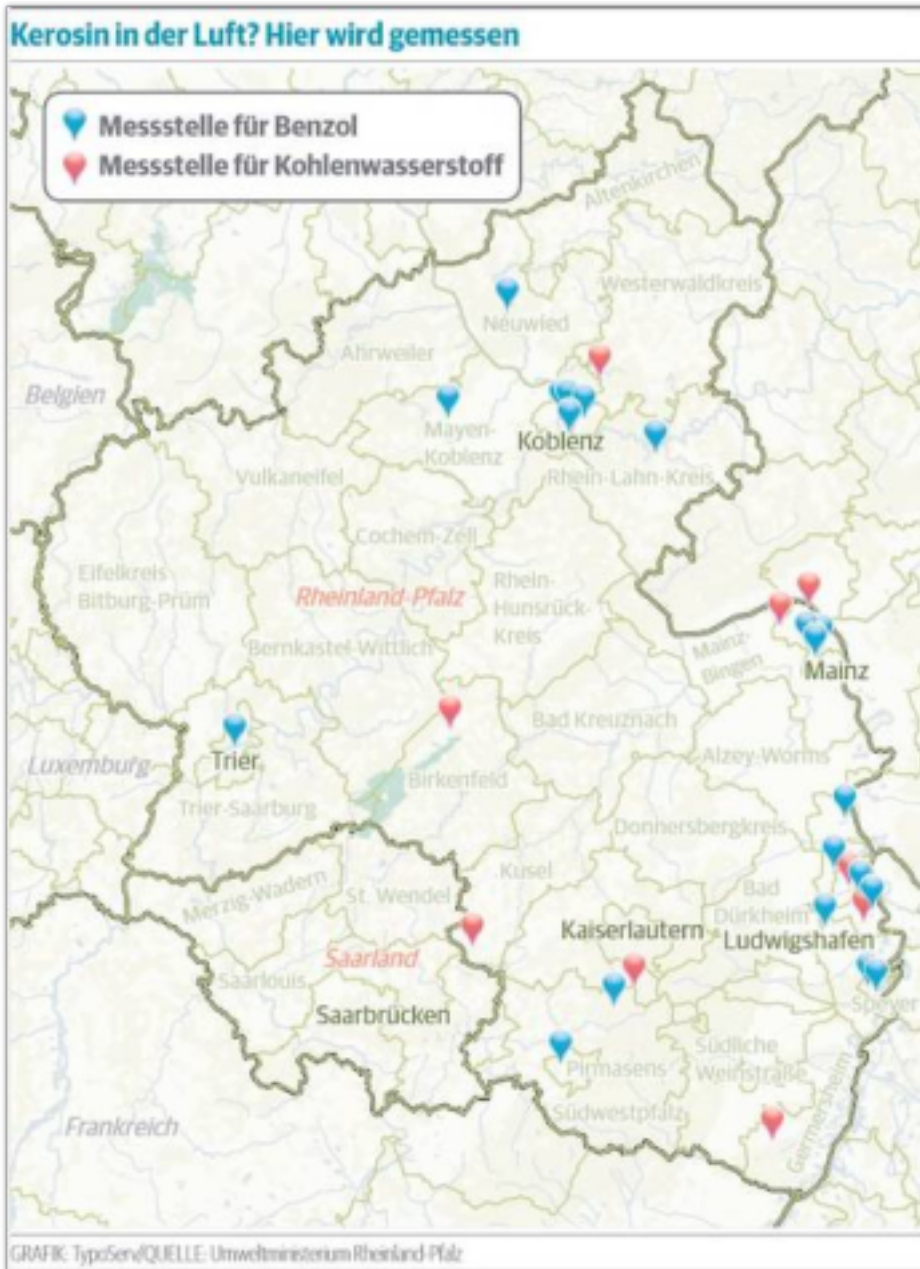 Kerosin in der Luft? Hier wird gemessen
Messstelle für Benzol
Messstelle für Kohlenwasserstoff
Altenkirchen
Westerwaldkreis
Neuwied
Ahrweiler
Belgien
Mayen-
Koblenz
Koblenz
Rhein-Lahn-Kreis
Vulkaneifel
Cochem-Zell
Eifelkreis
Bitburg-Prüm
Rheinland-Pfalz
Rhein-
Hunsrück-
Kreis
Bernkastel-Wittlich
Mainz-
Bingen
Mainz
Bad Kreuznach
Alzey-Worms
Luxemburg
Trier
Birkenfeld
Trier-Saarburg
Donnersbergkreis
Kusel
Merzig-Wadern
St. Wendel
Bad
Dürkheim
Kaiserlautern
Ludwigshafen
Saarland
Saarlouis
Saarbrücken
Speyer
Pirmasens
Südliche
Weinstraße
Germersheim
Südwestpfalz
Frankreich
GRAFIK: TypoServ/QUELLE: Umweltministerium Rheinland-Pfalz